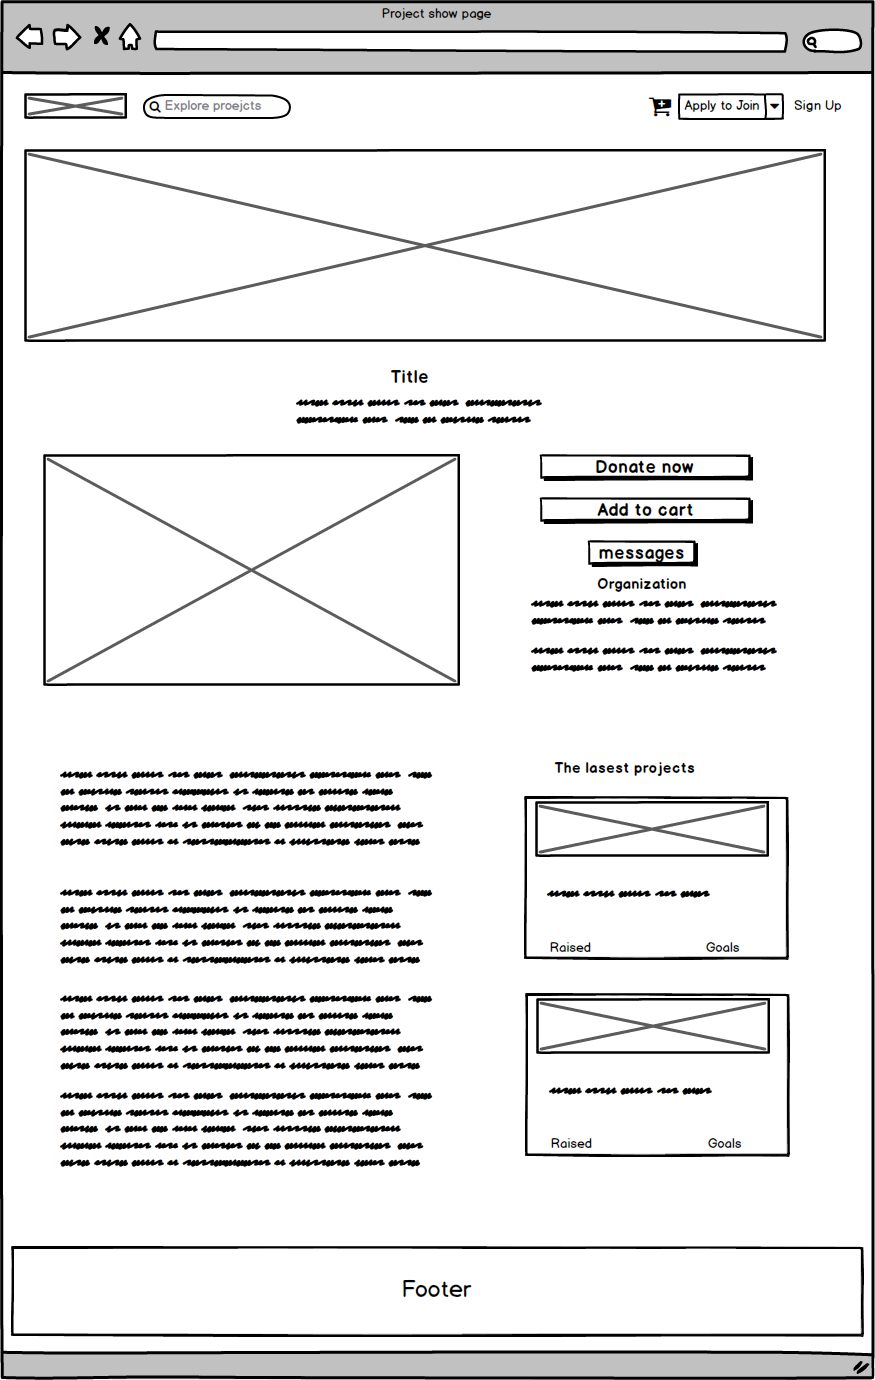 Project show page
Explore proejcts
Apply to Join
Sign Up
Title
Donate now
Add to cart
messages
Organization
The lasest projects
Raised
Goals
Raised
Goals
Footer